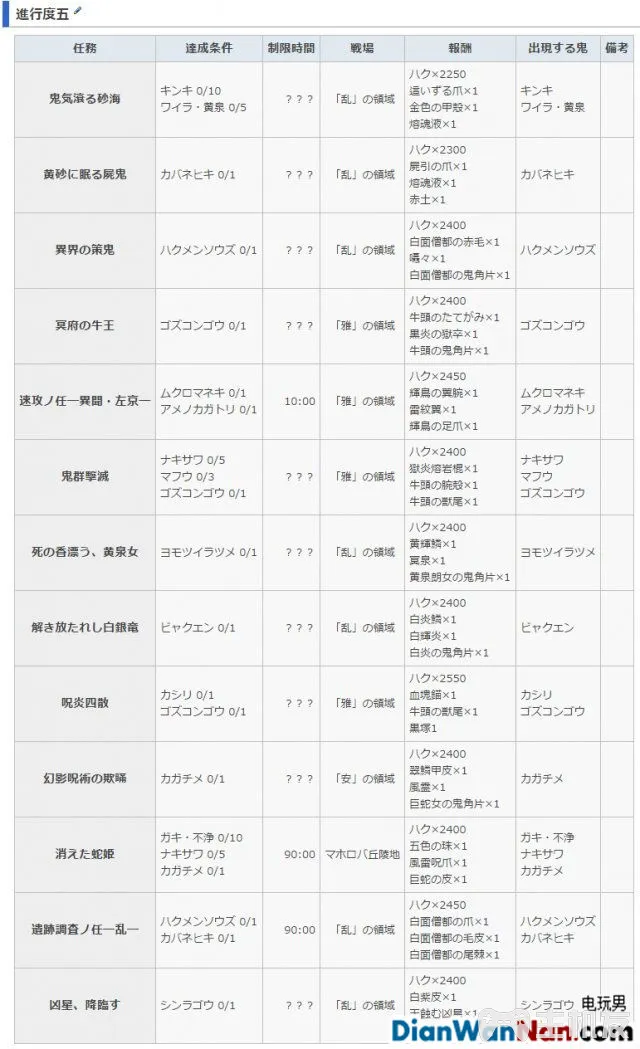 進行度五
任務 達成条件 制限時間 戦場 報酬 出現する鬼 備考
鬼気滾る砂海
キンキ 0/10
ワイラ・黄泉 0/5
？？？
「乱」の領域
ハク×2250
這いずる爪×1
金色の甲殻×1
熔魂液×1
キンキ
ワイラ・黄泉
黄砂に眠る屍鬼
カバネヒキ 0/1
？？？
「乱」の領域
ハク×2300
屍引の爪×1
熔魂液×1
赤土×1
カバネヒキ
異界の策鬼
ハクメンソウズ 0/1
？？？
「乱」の領域
ハク×2400
白面僧都の赤毛×1
囁々×1
白面僧都の鬼角片×1
ハクメンソウズ
冥府の牛王
ゴズコンゴウ 0/1
？？？
「雅」の領域
ハク×2400
牛頭のたてがみ×1
黒炎の獄卒×1
牛頭の鬼角片×1
ゴズコンゴウ
速攻ノ任―異聞・左京―
ムクロマネキ 0/1
アメノカガトリ 0/1
10:00
「雅」の領域
ハク×2450
輝鳥の翼腕×1
雷紋翼×1
輝鳥の足爪×1
ムクロマネキ
アメノカガトリ
鬼群撃滅
ナキサワ 0/5
マフウ 0/3
ゴズコンゴウ 0/1
？？？
「雅」の領域
ハク×2400
獄炎熔岩棍×1
牛頭の腕殻×1
牛頭の獣尾×1
ナキサワ
マフウ
ゴズコンゴウ
死の香漂う、黄泉女
ヨモツイラツメ 0/1
？？？
「乱」の領域
ハク×2400
黄輝鱗×1
冥泉×1
黄泉朗女の鬼角片×1
ヨモツイラツメ
解き放たれし白銀竜
ビャクエン 0/1
？？？
「乱」の領域
ハク×2400
白炎鱗×1
白輝炎×1
白炎の鬼角片×1
ビャクエン
呪炎四散
カシリ 0/1
ゴズコンゴウ 0/1
？？？
「雅」の領域
ハク×2550
血塊錨×1
牛頭の獣尾×1
黒塚1
カシリ
ゴズコンゴウ
幻影呪術の欺瞞
カガチメ 0/1
？？？
「安」の領域
ハク×2400
翠鱗甲皮×1
風霊×1
巨蛇女の鬼角片×1
カガチメ
消えた蛇姫
ガキ・不浄 0/10
ナキサワ 0/5
カガチメ 0/1
90:00
マホロバ丘陵地
ハク×2400
五色の珠×1
風霊呪爪×1
巨蛇の皮×1
ガキ・不浄
ナキサワ
カガチメ
遺跡調査ノ任―乱―
ハクメンソウズ 0/1
カバネヒキ 0/1
90:00
「乱」の領域
ハク×2450
白面僧都の爪×1
白面僧都の毛皮×1
白面僧都の尾棘×1
ハクメンソウズ
カバネヒキ
凶星、降臨す
シンラゴウ 0/1
？？？
「乱」の領域
ハク×2400
白紫皮×1
天蝕む凶星×1
シンラゴウ
电玩男
DianWanNan.com